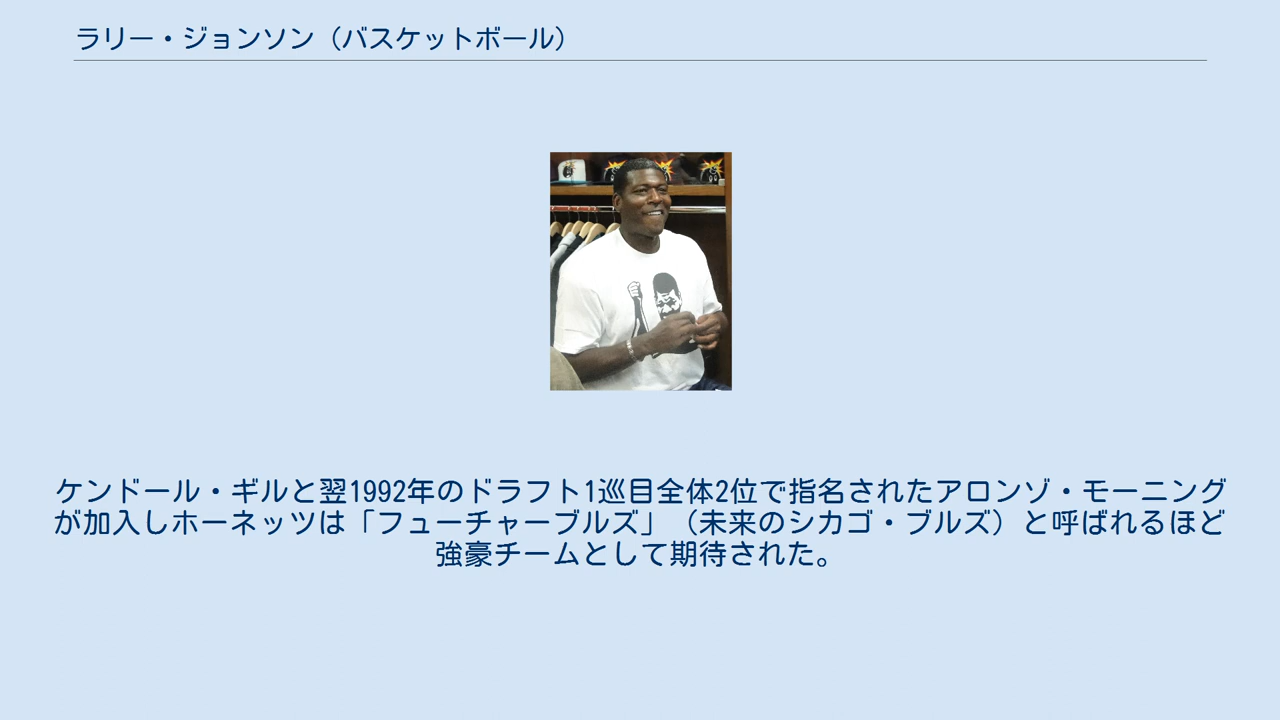 ラリー・ジョンソン（バスケットボール）
ケンドール・ギルと翌1992年のドラフト1巡目全体2位で指名されたアロンゾ・モーニング
が加入しホーネッツは「フューチャーブルズ」（未来のシカゴ・ブルズ）と呼ばれるほど
強豪チームとして期待された。